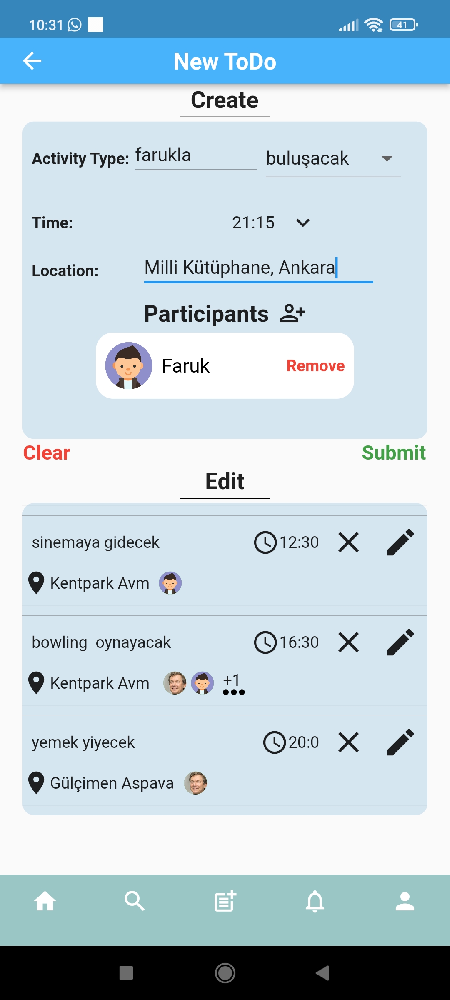 10:31 41
New ToDo
Create
Activity Type: farukla buluşacak
Time: 21:15
Location: Milli Kütüphane, Ankara
Participants
Faruk Remove
Clear Submit
Edit
sinemaya gidecek 12:30
Kentpark Avm
bowling  oynayacak 16:30
Kentpark Avm +1
yemek yiyecek 20:0
Gülçimen Aspava